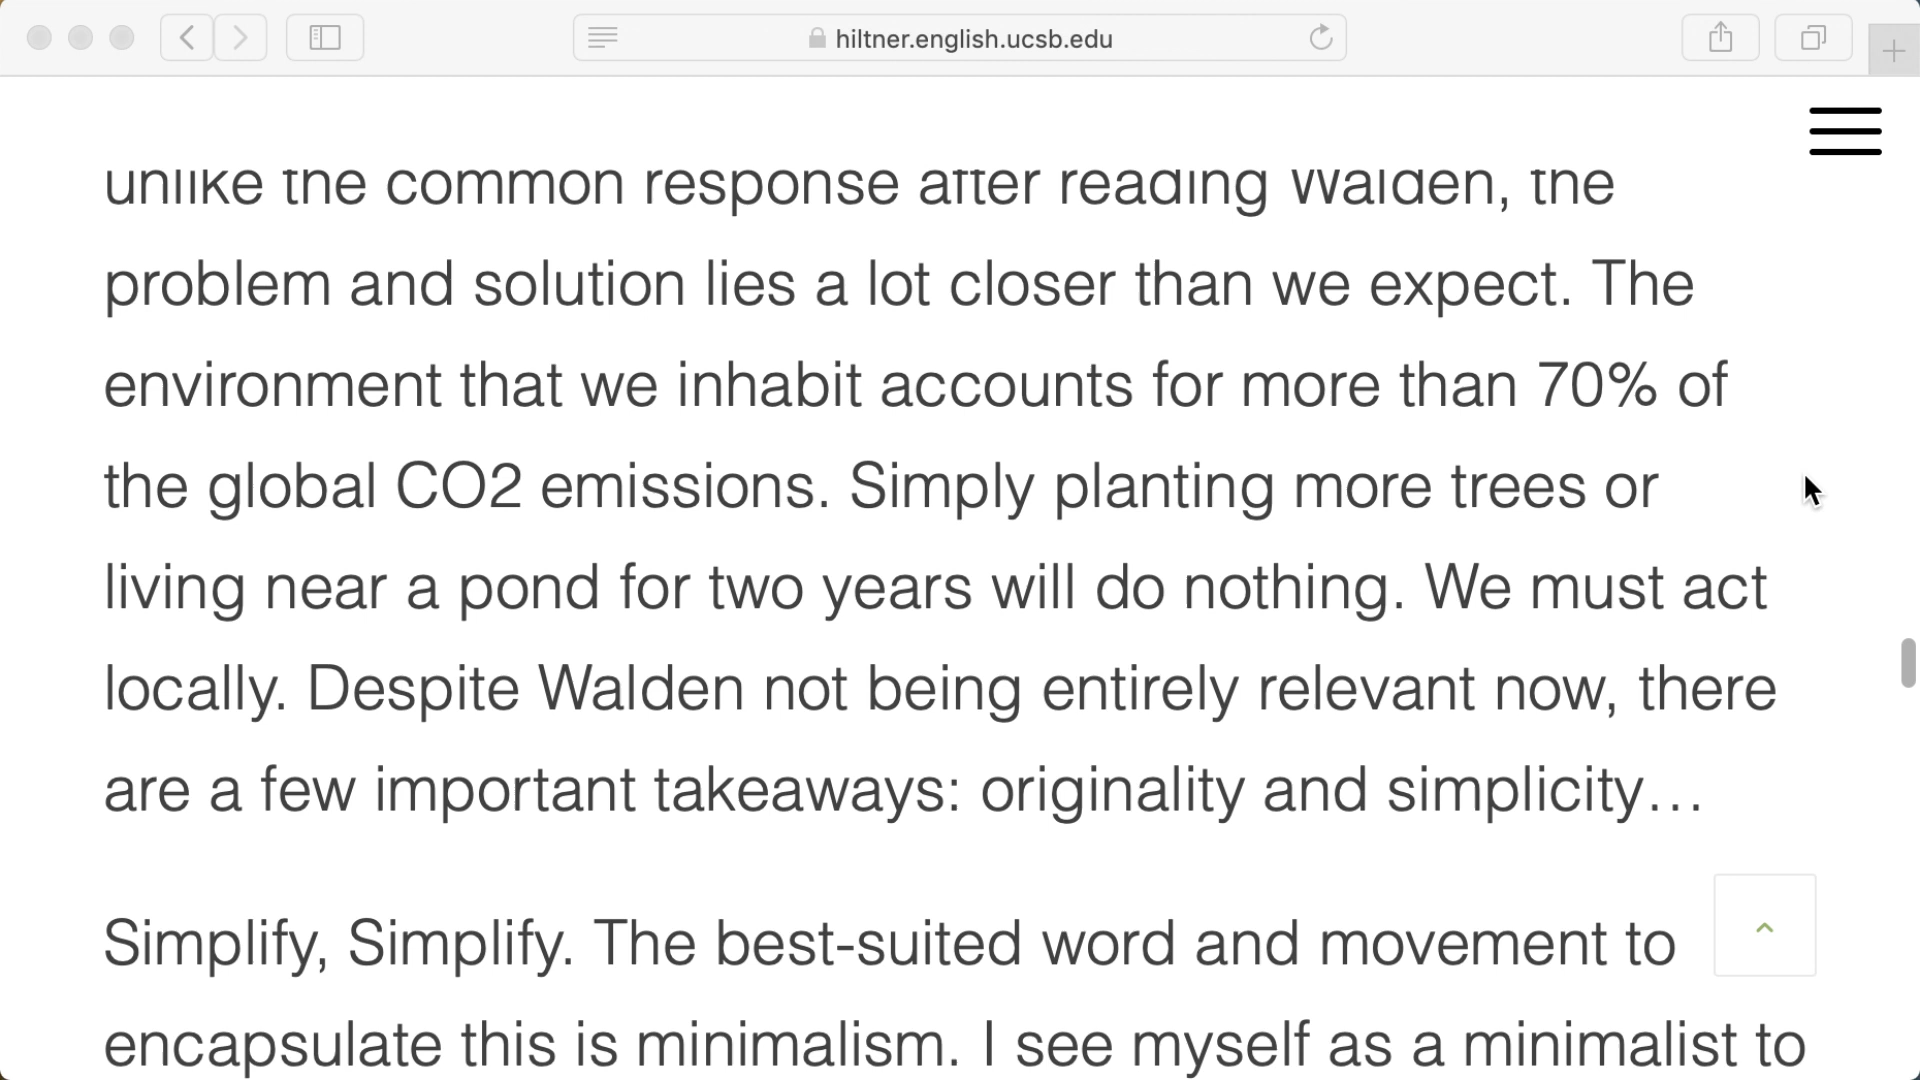 hiltner.english.ucsb.edu
unlike the common response after reading Walden, the
problem and solution lies a lot closer than we expect. The
environment that we inhabit accounts for more than 70% of
the global CO2 emissions. Simply planting more trees or
living near a pond for two years will do nothing. We must act
locally. Despite Walden not being entirely relevant now, there
are a few important takeaways: originality and simplicity…
Simplify, Simplify. The best-suited word and movement to
encapsulate this is minimalism. I see myself as a minimalist to